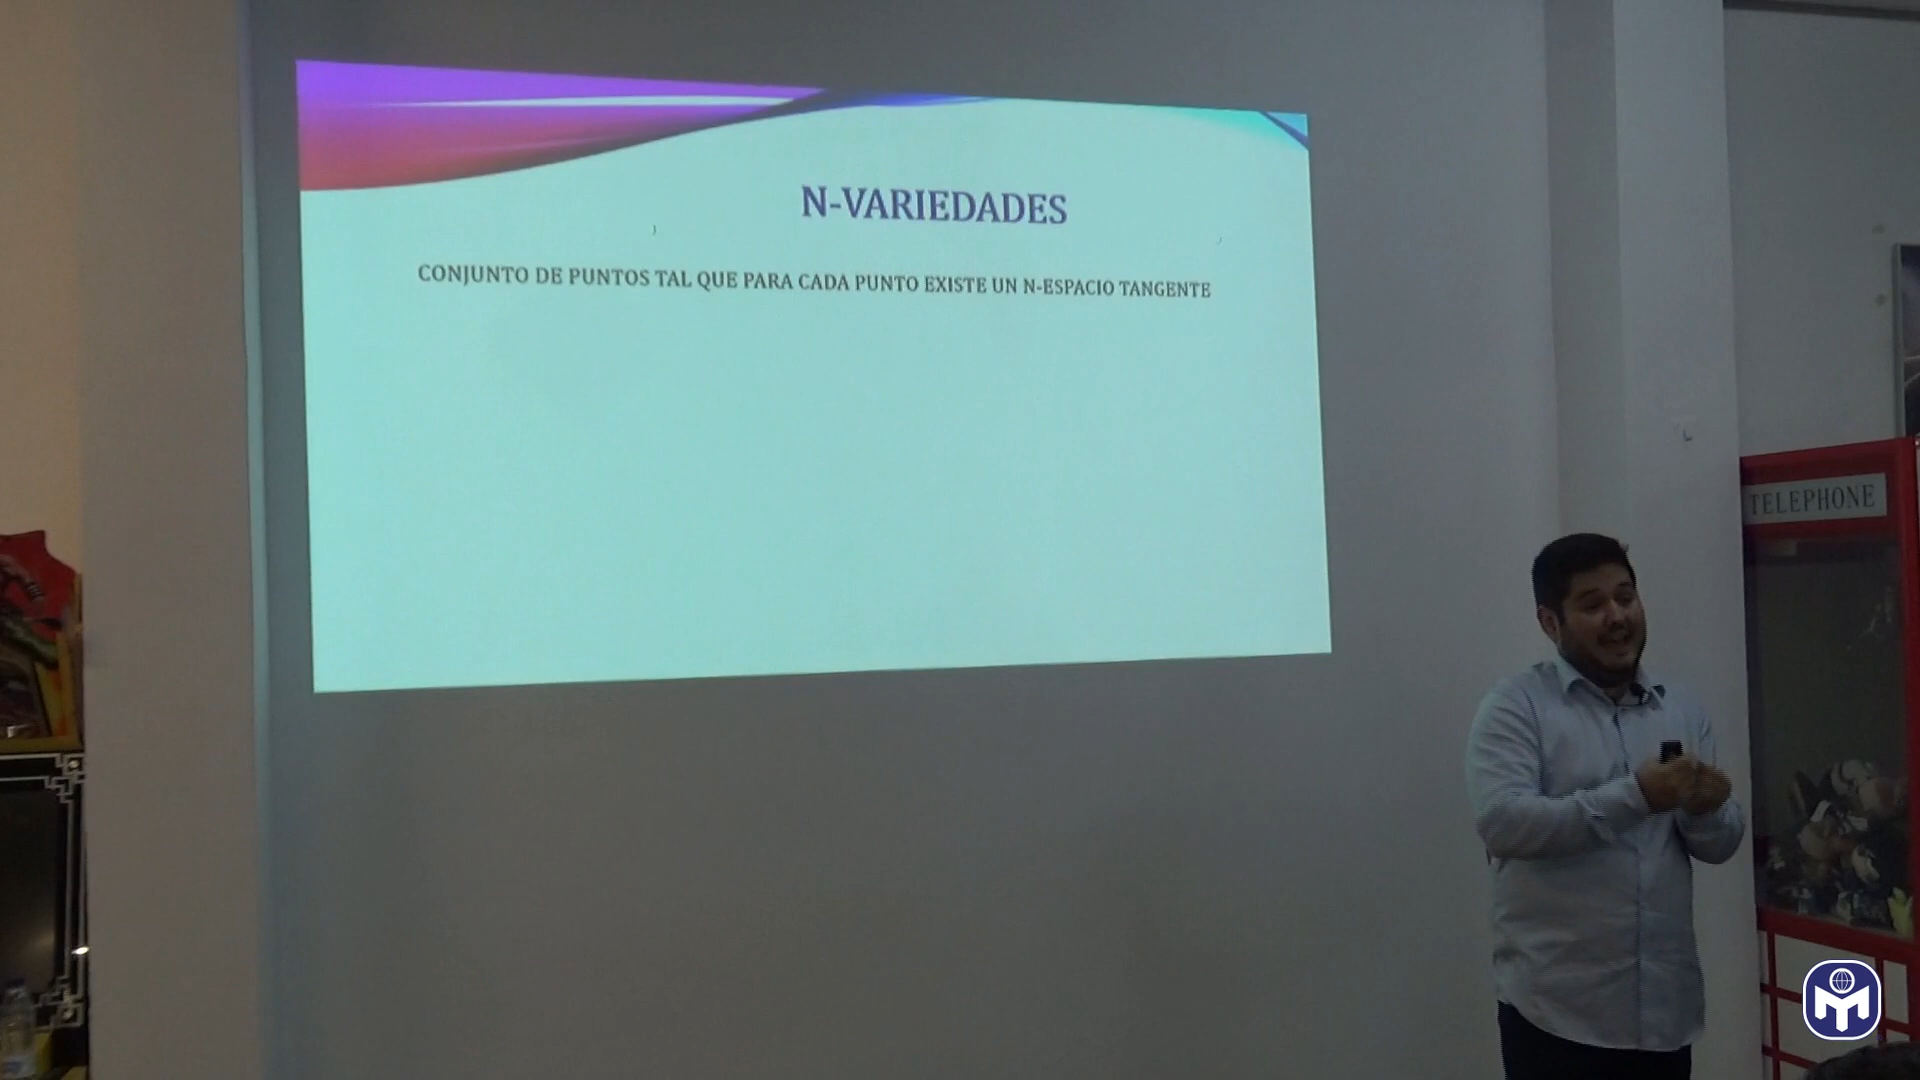 N-VARIEDADES
CONJUNTO DE PUNTOS TAL QUE PARA CADA PUNTO EXISTE UN N-ESPACIO TANGENTE
TELEPHONE